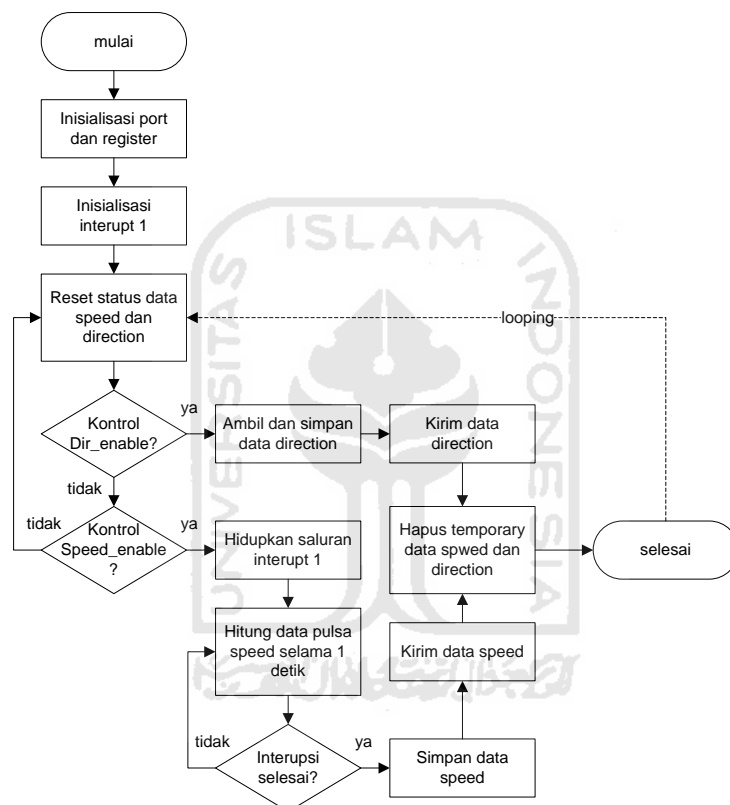 mulai
Inisialisasi port
dan register
Inisialisasi
interupt 1
ISLAM
UNIVERSITAS
INDONESIA
Reset status data
speed dan
direction
looping
Kontrol
Dir_enable?
ya
Ambil dan simpan
data direction
Kirim data
direction
tidak
tidak
Kontrol
Speed_enable
?
ya
Hidupkan saluran
interrupt 1
Hapus temporary
data spwed dan
direction
selesai
Hitung data pulsa
speed selama 1
detik
Kirim data speed
tidak
Interupsi
selesai?
ya
Simpan data
speed